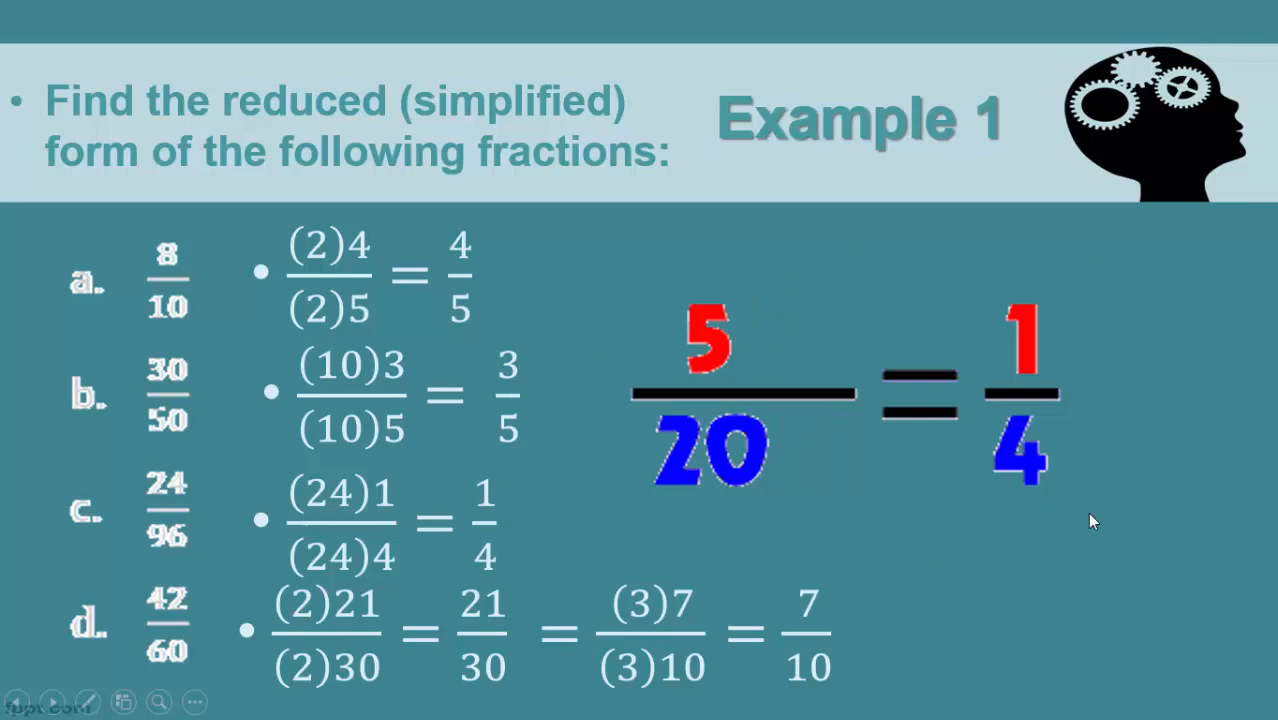 • Find the reduced (simplified)
form of the following fractions:
Example 1
a. 8/10 • (2)4/(2)5 = 4/5
b. 30/50 • (10)3/(10)5 = 3/5
5/20 = 1/4
c. 24/96 • (24)1/(24)4 = 1/4
d. 42/60 • (2)21/(2)30 = 21/30 = (3)7/(3)10 = 7/10
fppt.com